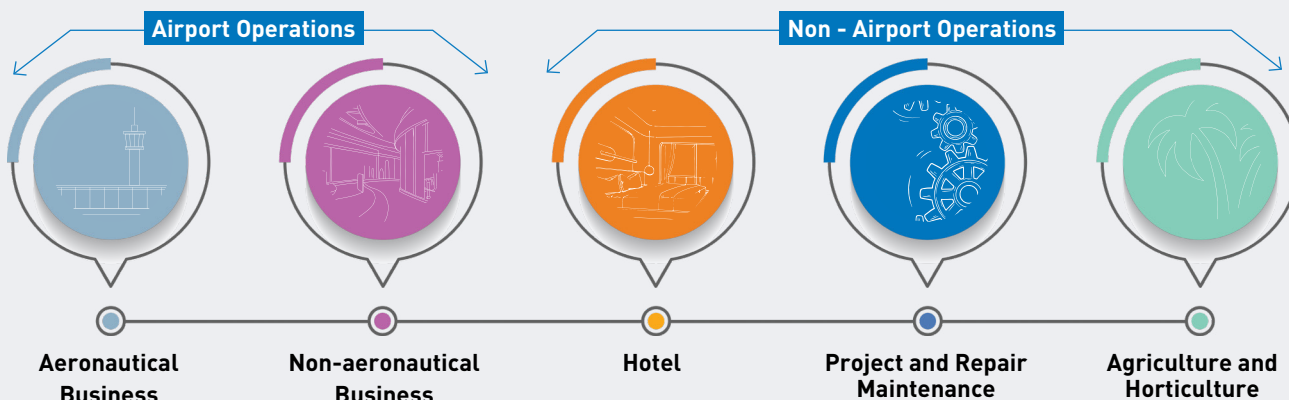 Airport Operations
Non - Airport Operations
Aeronautical
Business
Non-aeronautical
Business
Hotel
Project and Repair
Maintenance
Agriculture and
Horticulture